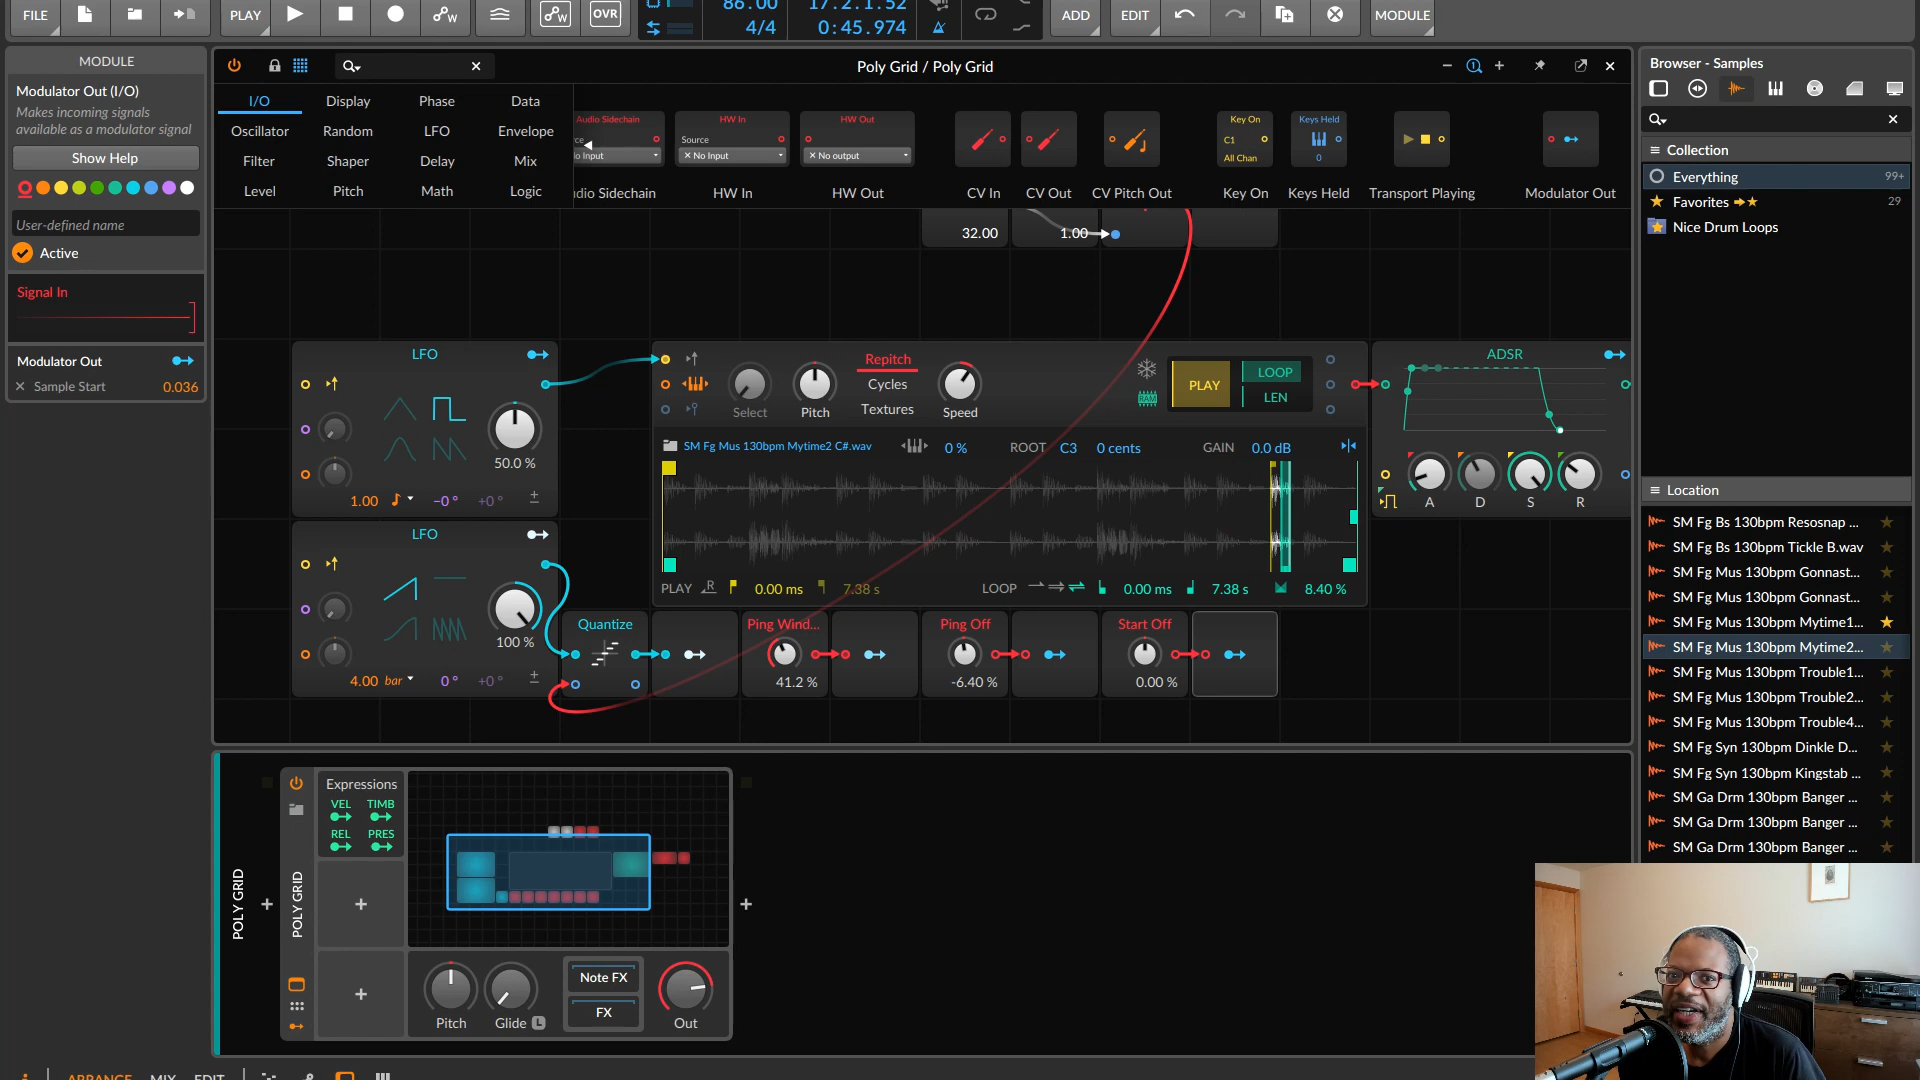 FILE
PLAY
OVR
86.00
4/4
17.2.1.52
0:45.974
ADD
EDIT
MODULE
MODULE
Modulator Out (I/O)
Makes incoming signals
available as a modulator signal
Show Help
User-defined name
Active
Signal In
Modulator Out
Sample Start
0.036
Poly Grid / Poly Grid
I/O
Display
Phase
Data
Oscillator
Random
LFO
Envelope
Filter
Shaper
Delay
Mix
Level
Pitch
Math
Logic
Audio Sidechain
HW In
Source
× No Input
HW Out
× No output
Key On
C1
All Chan
Keys Held
0
HW In
HW Out
CV In
CV Out
CV Pitch Out
Key On
Keys Held
Transport Playing
Modulator Out
32.00
1.00
LFO
50.0 %
1.00
−0 °
+0 °
LFO
100 %
4.00 bar
0 °
+0 °
Select
Pitch
Repitch
Cycles
Textures
Speed
RAM
PLAY
LOOP
LEN
SM Fg Mus 130bpm Mytime2 C#.wav
0 %
ROOT
C3
0 cents
GAIN
0.0 dB
PLAY
R
0.00 ms
7.38 s
LOOP
0.00 ms
7.38 s
8.40 %
ADSR
A
D
S
R
Quantize
Ping Wind...
41.2 %
Ping Off
-6.40 %
Start Off
0.00 %
POLY GRID
POLY GRID
Expressions
VEL
TIMB
REL
PRES
Pitch
Glide
L
Note FX
FX
Out
ARRANGE
MIX
EDIT
Browser - Samples
Collection
Everything
99+
Favorites
29
Nice Drum Loops
Location
SM Fg Bs 130bpm Resosnap ...
SM Fg Bs 130bpm Tickle B.wav
SM Fg Mus 130bpm Gonnast...
SM Fg Mus 130bpm Gonnast...
SM Fg Mus 130bpm Mytime1...
SM Fg Mus 130bpm Mytime2...
SM Fg Mus 130bpm Trouble1...
SM Fg Mus 130bpm Trouble2...
SM Fg Mus 130bpm Trouble4...
SM Fg Syn 130bpm Dinkle D...
SM Fg Syn 130bpm Kingstab ...
SM Ga Drm 130bpm Banger ...
SM Ga Drm 130bpm Banger ...
SM Ga Drm 130bpm Banger ...